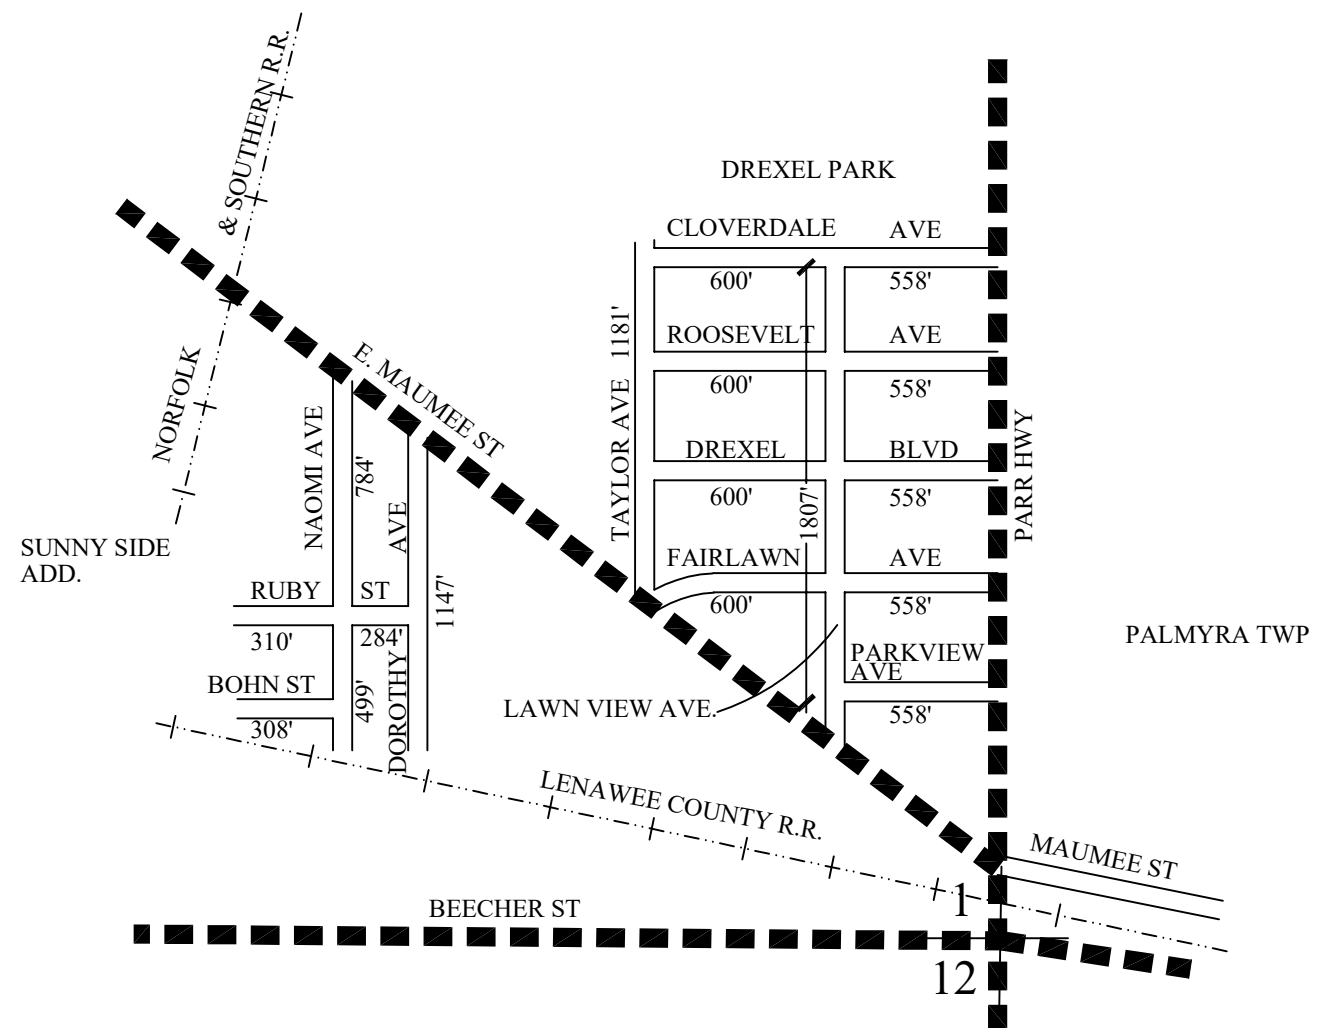 & SOUTHERN R.R.
NORFOLK
DREXEL PARK
CLOVERDALE AVE
600' 558'
ROOSEVELT AVE
600' 558'
DREXEL BLVD
600' 558'
FAIRLAWN AVE
600' 558'
PARKVIEW
AVE
558'
TAYLOR AVE 1181'
1807'
PARR HWY
E. MAUMEE ST
NAOMI AVE
784'
DOROTHY AVE
1147'
SUNNY SIDE
ADD.
RUBY ST
310' 284'
BOHN ST
499'
308'
LAWN VIEW AVE.
PALMYRA TWP
LENAWEE COUNTY R.R.
MAUMEE ST
BEECHER ST
1
12